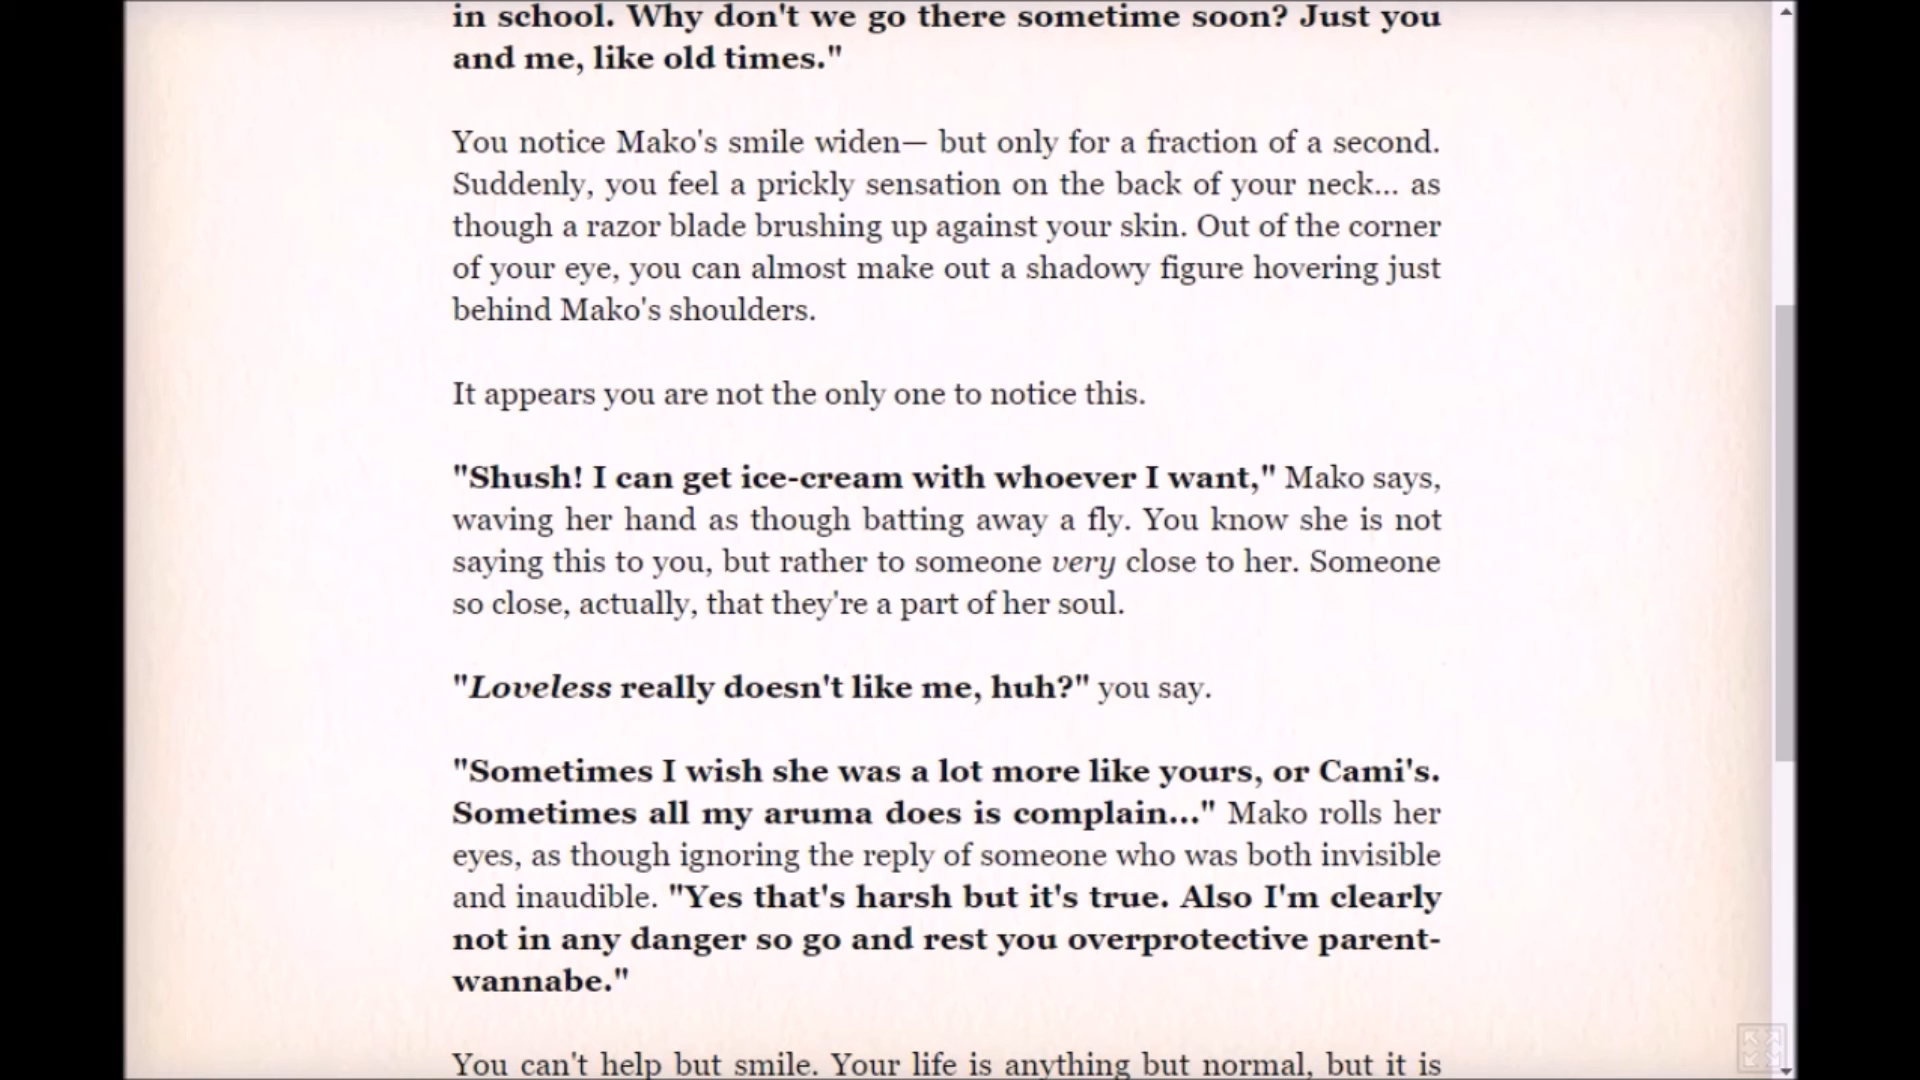 in school. Why don't we go there sometime soon? Just you
and me, like old times."
You notice Mako's smile widen— but only for a fraction of a second.
Suddenly, you feel a prickly sensation on the back of your neck... as
though a razor blade brushing up against your skin. Out of the corner
of your eye, you can almost make out a shadowy figure hovering just
behind Mako's shoulders.
It appears you are not the only one to notice this.
"Shush! I can get ice-cream with whoever I want," Mako says,
waving her hand as though batting away a fly. You know she is not
saying this to you, but rather to someone very close to her. Someone
so close, actually, that they're a part of her soul.
"Loveless really doesn't like me, huh?" you say.
"Sometimes I wish she was a lot more like yours, or Cami's.
Sometimes all my aruma does is complain..." Mako rolls her
eyes, as though ignoring the reply of someone who was both invisible
and inaudible. "Yes that's harsh but it's true. Also I'm clearly
not in any danger so go and rest you overprotective parent-
wannabe."
You can't help but smile. Your life is anything but normal, but it is